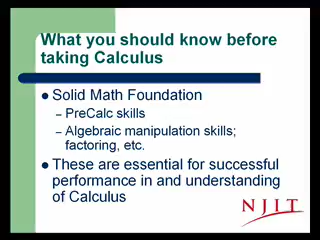 What you should know before
taking Calculus
● Solid Math Foundation
– PreCalc skills
– Algebraic manipulation skills;
factoring, etc.
● These are essential for successful
performance in and understanding
of Calculus
NJIT